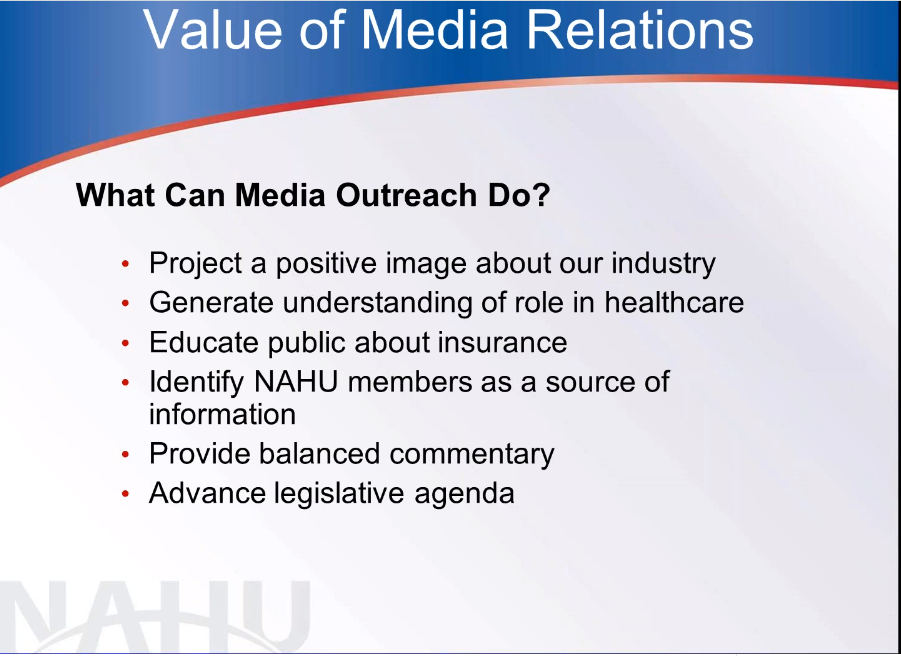 Value of Media Relations
What Can Media Outreach Do?
• Project a positive image about our industry
• Generate understanding of role in healthcare
• Educate public about insurance
• Identify NAHU members as a source of
information
• Provide balanced commentary
• Advance legislative agenda
NAHU